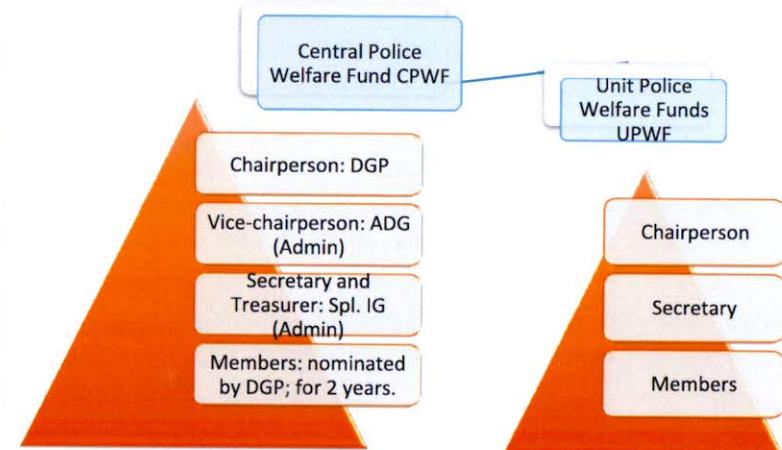 Central Police
Welfare Fund CPWF
Unit Police
Welfare Funds
UPWF
Chairperson: DGP
Vice-chairperson: ADG
(Admin)
Secretary and
Treasurer: Spl. IG
(Admin)
Members: nominated
by DGP; for 2 years.
Chairperson
Secretary
Members